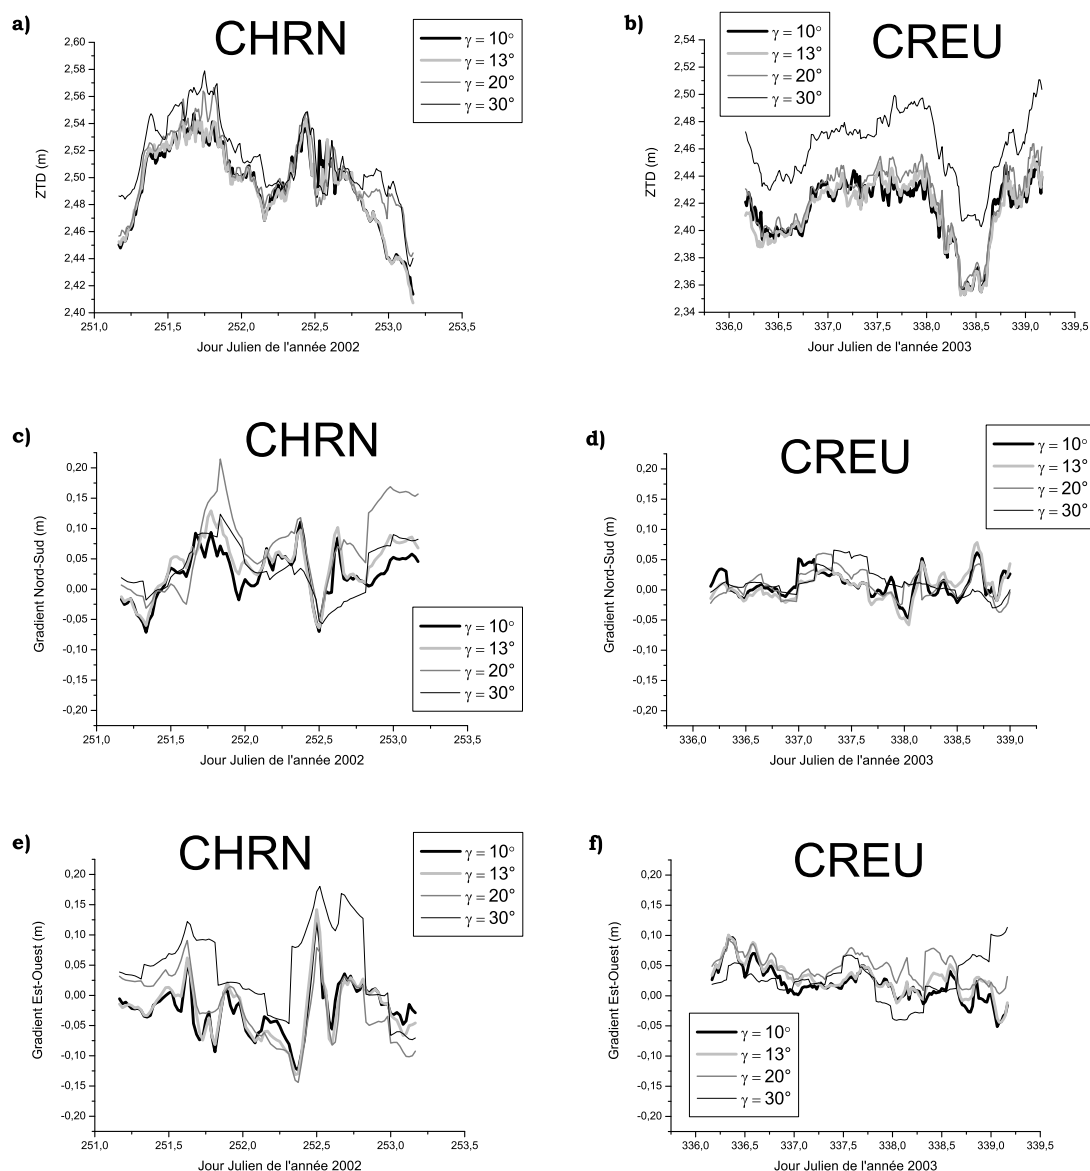 a)
CHRN
γ = 10°
γ = 13°
γ = 20°
γ = 30°
2,60
2,58
2,56
2,54
2,52
2,50
2,48
2,46
2,44
2,42
2,40
ZTD (m)
251,0
251,5
252,0
252,5
253,0
253,5
Jour Julien de l'année 2002
b)
CREU
γ = 10°
γ = 13°
γ = 20°
γ = 30°
2,54
2,52
2,50
2,48
2,46
2,44
2,42
2,40
2,38
2,36
2,34
ZTD (m)
336,0
336,5
337,0
337,5
338,0
338,5
339,0
339,5
Jour Julien de l'année 2003
c)
CHRN
0,20
0,15
0,10
0,05
0,00
-0,05
-0,10
-0,15
-0,20
Gradient Nord-Sud (m)
γ = 10°
γ = 13°
γ = 20°
γ = 30°
251,0
251,5
252,0
252,5
253,0
253,5
Jour Julien de l'année 2002
d)
CREU
γ = 10°
γ = 13°
γ = 20°
γ = 30°
0,20
0,15
0,10
0,05
0,00
-0,05
-0,10
-0,15
-0,20
Gradient Nord-Sud (m)
336,0
336,5
337,0
337,5
338,0
338,5
339,0
Jour Julien de l'année 2003
e)
CHRN
γ = 10°
γ = 13°
γ = 20°
γ = 30°
0,20
0,15
0,10
0,05
0,00
-0,05
-0,10
-0,15
-0,20
Gradient Est-Ouest (m)
251,0
251,5
252,0
252,5
253,0
253,5
Jour Julien de l'année 2002
f)
CREU
0,20
0,15
0,10
0,05
0,00
-0,05
-0,10
-0,15
-0,20
Gradient Est-Ouest (m)
γ = 10°
γ = 13°
γ = 20°
γ = 30°
336,0
336,5
337,0
337,5
338,0
338,5
339,0
339,5
Jour Julien de l'année 2003